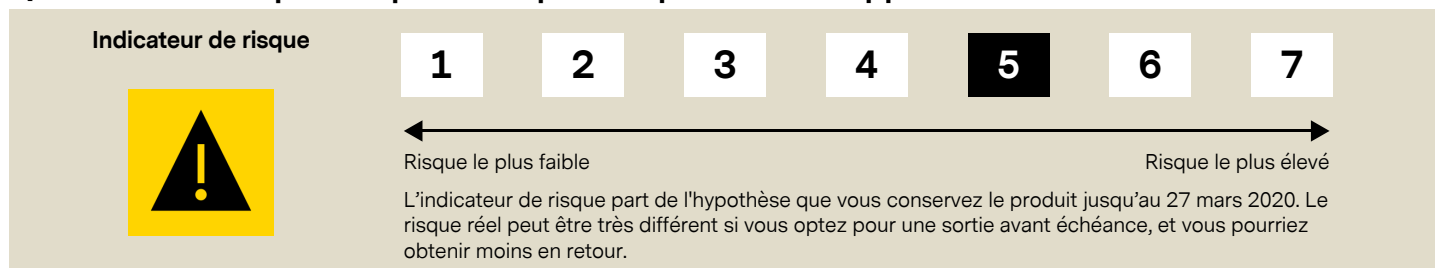 Indicateur de risque
1 2 3 4 5 6 7
Risque le plus faible Risque le plus élevé
L'indicateur de risque part de l'hypothèse que vous conservez le produit jusqu'au 27 mars 2020. Le
risque réel peut être très différent si vous optez pour une sortie avant échéance, et vous pourriez
obtenir moins en retour.